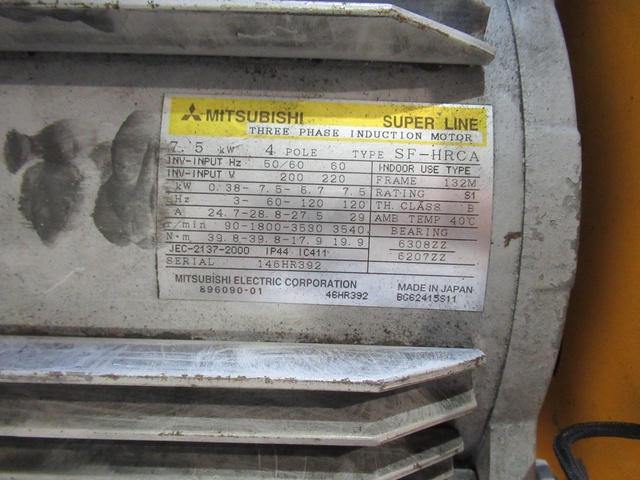 MITSUBISHI SUPER LINE
THREE PHASE INDUCTION MOTOR
7.5 kW 4 POLE TYPE SF-HRCA
INV-INPUT Hz 50/60 60 INDOOR USE TYPE
INV-INPUT V 200 220 FRAME 132M
kW 0.38- 7.5- 6.7 7.5 RATING S1
Hz 3- 60- 120 120 TH. CLASS B
A 24.7-28.8-27.5 29 AMB TEMP 40℃
r/min 90-1800-3530 3540 BEARING
N·m 39.8-39.8-17.9 19.9 6308ZZ
JEC-2137-2000 IP44 IC411 6207ZZ
SERIAL 146HR392
MITSUBISHI ELECTRIC CORPORATION MADE IN JAPAN
896090-01 46HR392 BG62415S11